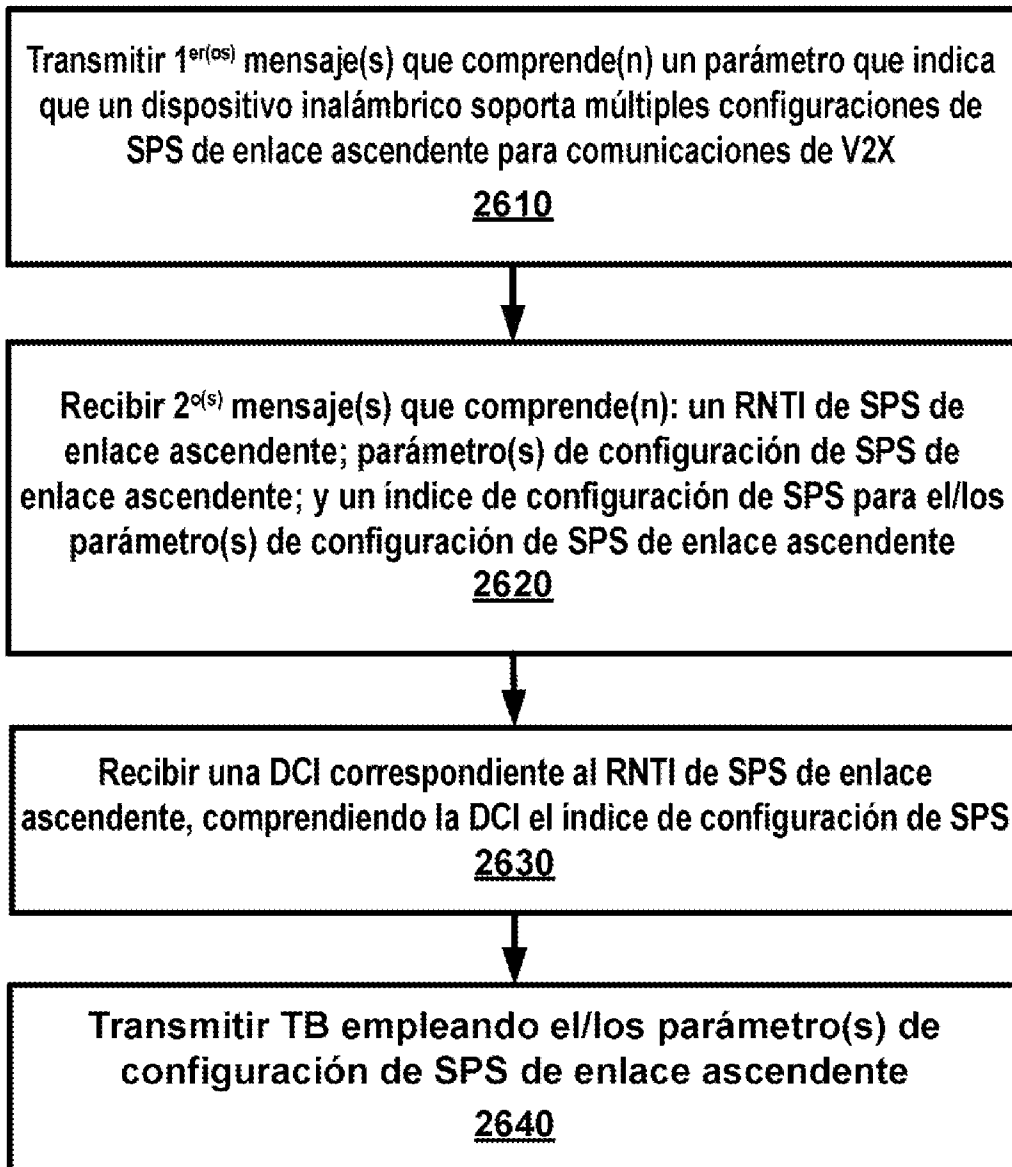 Transmitir 1er(os) mensaje(s) que comprende(n) un parámetro que indica
que un dispositivo inalámbrico soporta múltiples configuraciones de
SPS de enlace ascendente para comunicaciones de V2X
2610
Recibir 2o(s) mensaje(s) que comprende(n): un RNTI de SPS de
enlace ascendente; parámetro(s) de configuración de SPS de
enlace ascendente; y un índice de configuración de SPS para el/los
parámetro(s) de configuración de SPS de enlace ascendente
2620
Recibir una DCI correspondiente al RNTI de SPS de enlace
ascendente, comprendiendo la DCI el índice de configuración de SPS
2630
Transmitir TB empleando el/los parámetro(s) de
configuración de SPS de enlace ascendente
2640